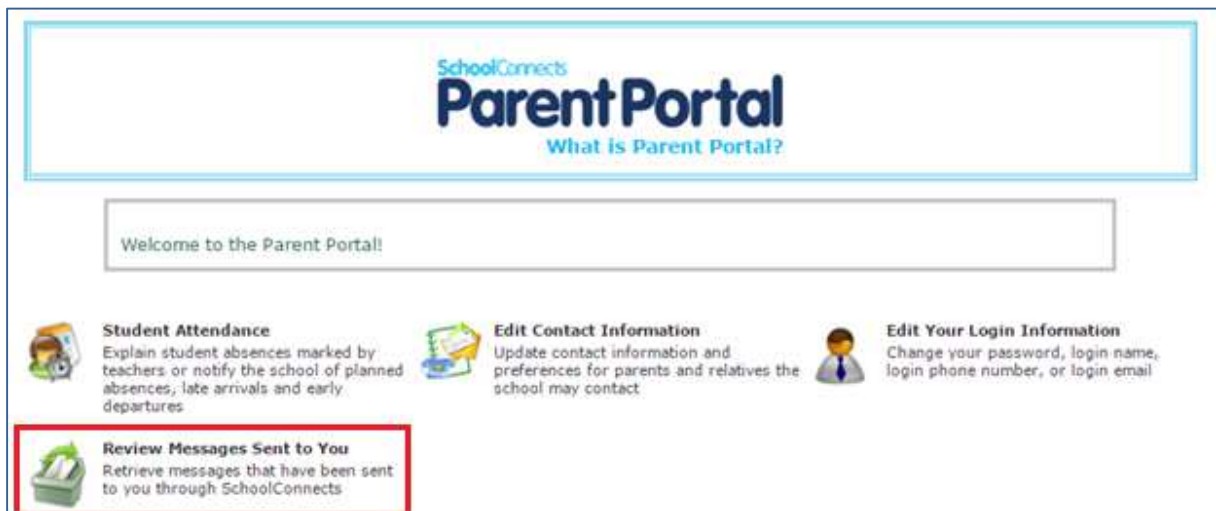 SchoolConnects
ParentPortal
What is Parent Portal?
Welcome to the Parent Portal!
Student Attendance
Explain student absences marked by
teachers or notify the school of planned
absences, late arrivals and early
departures
Edit Contact Information
Update contact information and
preferences for parents and relatives the
school may contact
Edit Your Login Information
Change your password, login name,
login phone number, or login email
Review Messages Sent to You
Retrieve messages that have been sent
to you through SchoolConnects